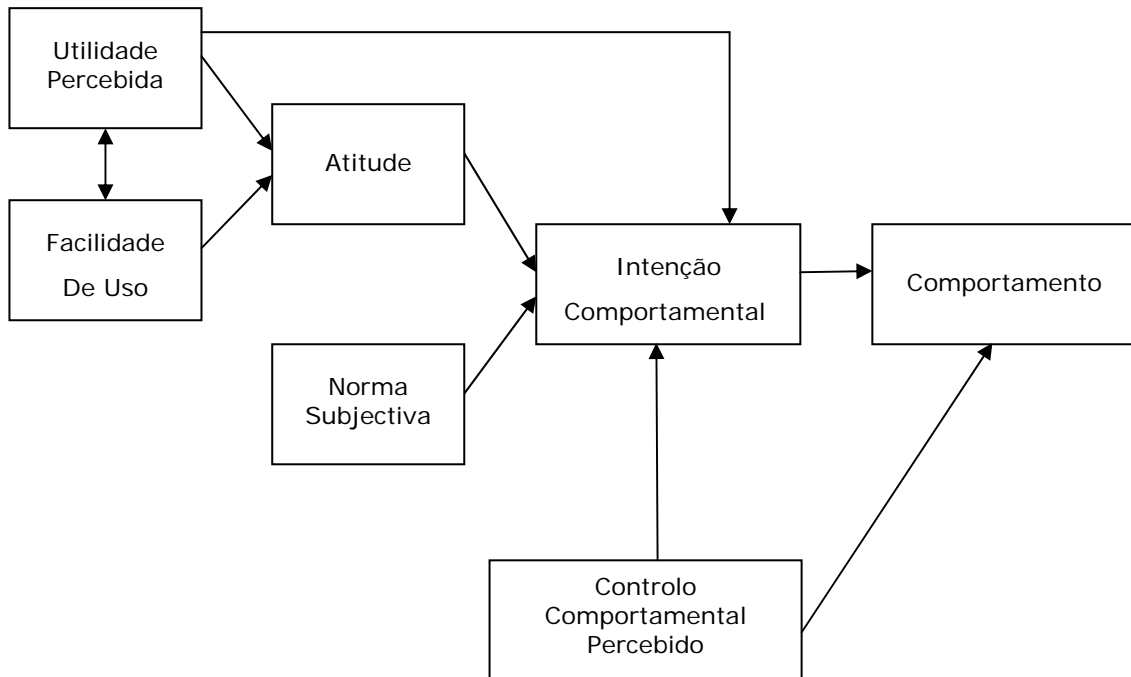 Utilidade
Percebida
Atitude
Facilidade
De Uso
Intenção
Comportamental
Comportamento
Norma
Subjectiva
Controlo
Comportamental
Percebido